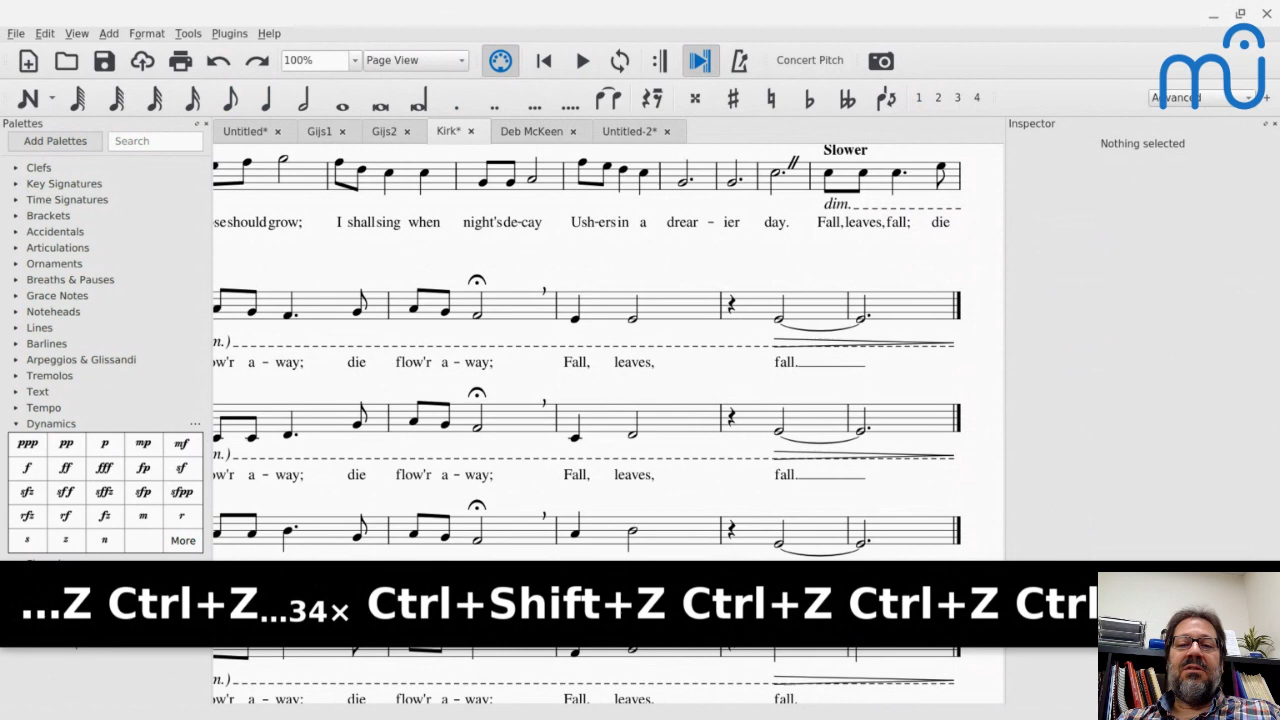 File Edit View Add Format Tools Plugins Help
100% Page View Concert Pitch
1 2 3 4 Advanced +
Palettes
Untitled* Gijs1 Gijs2 Kirk* Deb McKeen Untitled-2*
Inspector
Add Palettes Search
Nothing selected
Clefs
Key Signatures
Time Signatures
Brackets
Accidentals
Articulations
Ornaments
Breaths & Pauses
Grace Notes
Noteheads
Lines
Barlines
Arpeggios & Glissandi
Tremolos
Text
Tempo
Dynamics ...
ppp pp p mp mf
f ff fff fp sf
sfz sff sffz sfp sfpp
rfz rf fz m r
s z n More
Slower
dim.
se should grow; I shall sing when night's de-cay Ush-ers in a drear - ier day. Fall, leaves, fall; die
m.)
ow'r a - way; die flow'r a - way; Fall, leaves, fall.
m.)
ow'r a - way; die flow'r a - way; Fall, leaves, fall.
...Z Ctrl+Z...34× Ctrl+Shift+Z Ctrl+Z Ctrl+Z Ctrl
m.)
ow'r a - way; die flow'r a - way; Fall, leaves, fall.